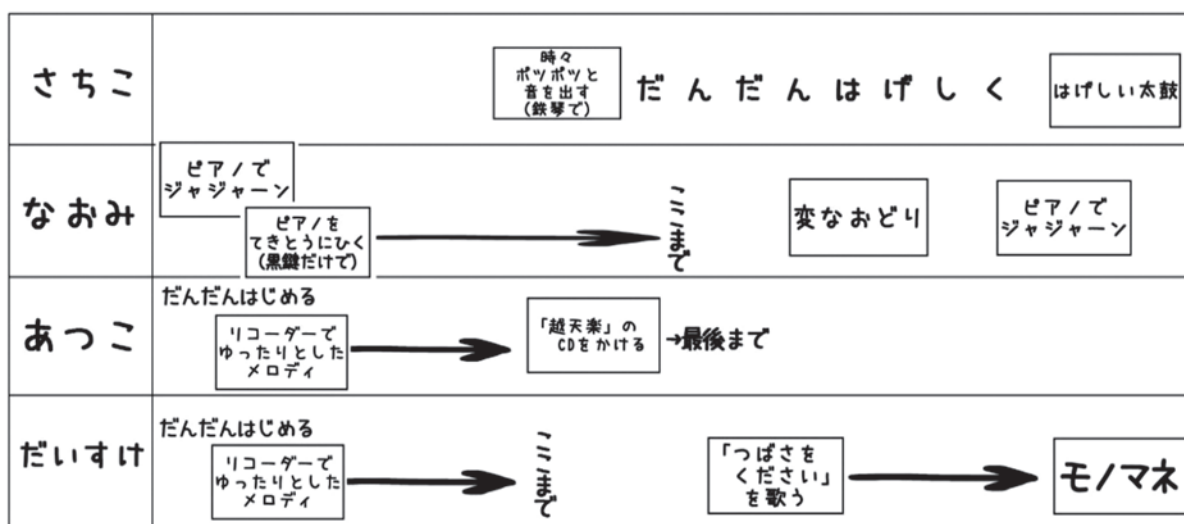 さちこ
時々
ポツポツと
音を出す
(鉄琴で)
だんだんはげしく
はげしい太鼓
なおみ
ピアノで
ジャジャーン
ピアノを
てきとうにひく
(黒鍵だけで)
ここまで
変なおどり
ピアノで
ジャジャーン
あつこ
だんだんはじめる
リコーダーで
ゆったりとした
メロディ
「越天楽」の
CDをかける
→最後まで
だいすけ
だんだんはじめる
リコーダーで
ゆったりとした
メロディ
ここまで
「つばさを
ください」
を歌う
モノマネ